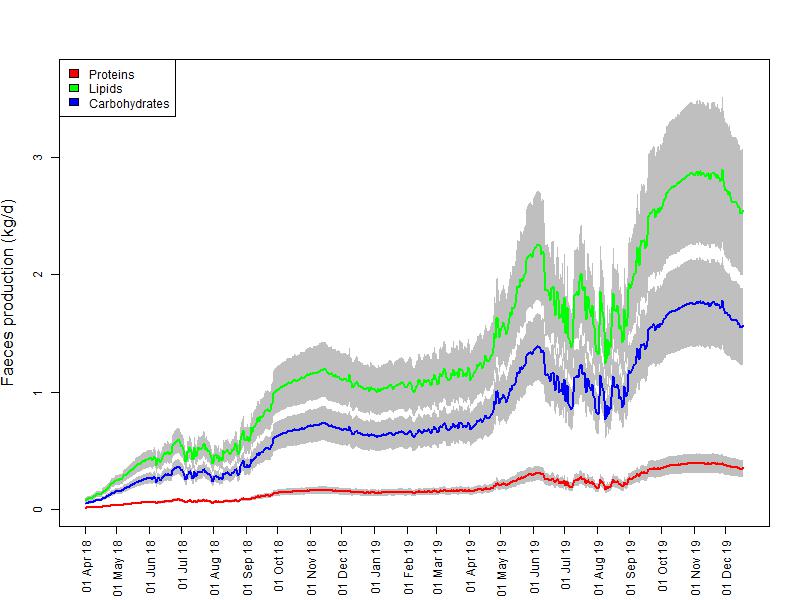 Proteins
Lipids
Carbohydrates
Faeces production (kg/d)
3
2
1
0
01 Apr 18
01 May 18
01 Jun 18
01 Jul 18
01 Aug 18
01 Sep 18
01 Oct 18
01 Nov 18
01 Dec 18
01 Jan 19
01 Feb 19
01 Mar 19
01 Apr 19
01 May 19
01 Jun 19
01 Jul 19
01 Aug 19
01 Sep 19
01 Oct 19
01 Nov 19
01 Dec 19